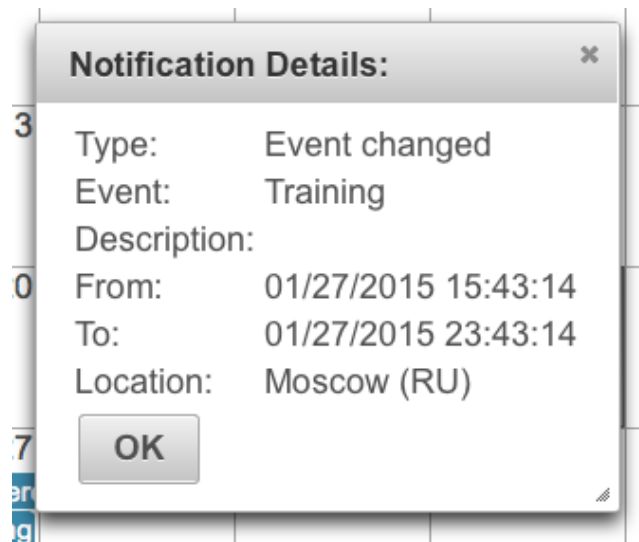 Notification Details:
Type: Event changed
Event: Training
Description:
From: 01/27/2015 15:43:14
To: 01/27/2015 23:43:14
Location: Moscow (RU)
OK